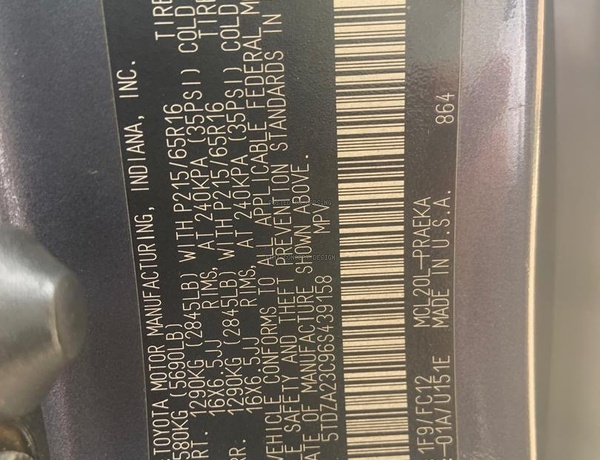 TOYOTA MOTOR MANUFACTURING, INDIANA, INC.
580KG (5690LB)
RT. 1290KG (2845LB) WITH P215/65R16 TIRE
16X6.5JJ RIMS, AT 240KPA (35PSI) COLD
1290KG (2845LB) WITH P215/65R16 TIRE
16X6.5JJ RIMS, AT 240KPA (35PSI) COLD
VEHICLE CONFORMS TO ALL APPLICABLE FEDERAL M
E SAFETY AND THEFT PREVENTION STANDARDS IN
ATE OF MANUFACTURE SHOWN ABOVE.
5TDZA23C96S439158 MPV
1F9/FC12 MCL20L-PRAEKA 864
-01A/U151E MADE IN U.S.A.